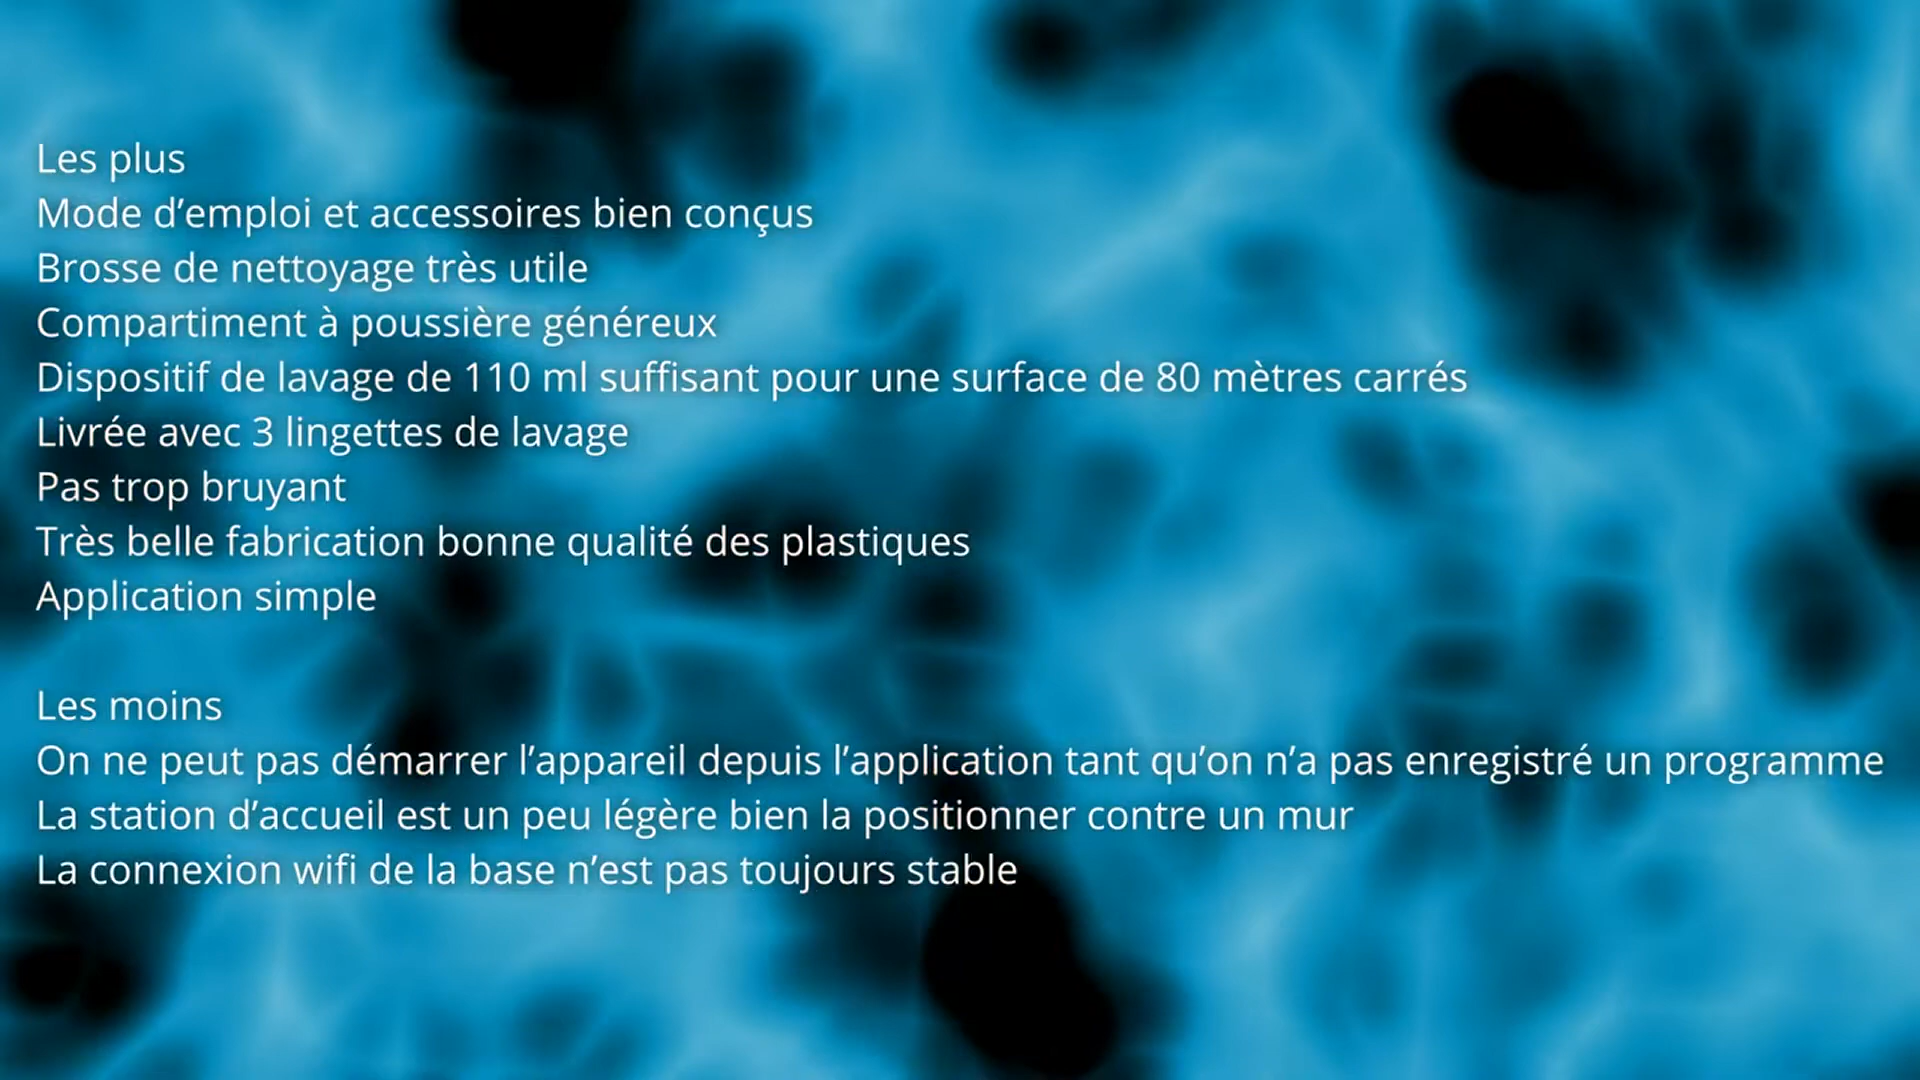 Les plus
Mode d’emploi et accessoires bien conçus
Brosse de nettoyage très utile
Compartiment à poussière généreux
Dispositif de lavage de 110 ml suffisant pour une surface de 80 mètres carrés
Livrée avec 3 lingettes de lavage
Pas trop bruyant
Très belle fabrication bonne qualité des plastiques
Application simple
Les moins
On ne peut pas démarrer l’appareil depuis l’application tant qu’on n’a pas enregistré un programme
La station d’accueil est un peu légère bien la positionner contre un mur
La connexion wifi de la base n’est pas toujours stable